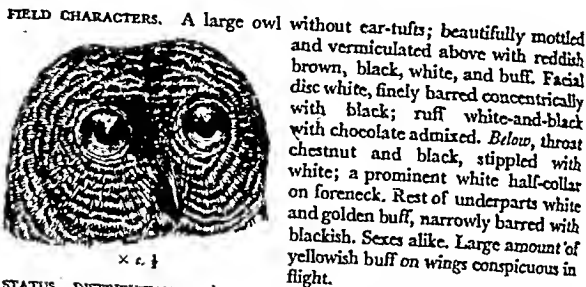 FIELD CHARACTERS. A large owl without ear-tufts; beautifully mottled
and vermiculated above with reddish
brown, black, white, and buff. Facial
disc white, finely barred concentrically
with black; ruff white-and-black
with chocolate admixed. Below, throat
chestnut and black, stippled with
white; a prominent white half-collar
on foreneck. Rest of underparts white
and golden buff, narrowly barred with
blackish. Sexes alike. Large amount of
yellowish buff on wings conspicuous in
flight.
× c.
STATUS,